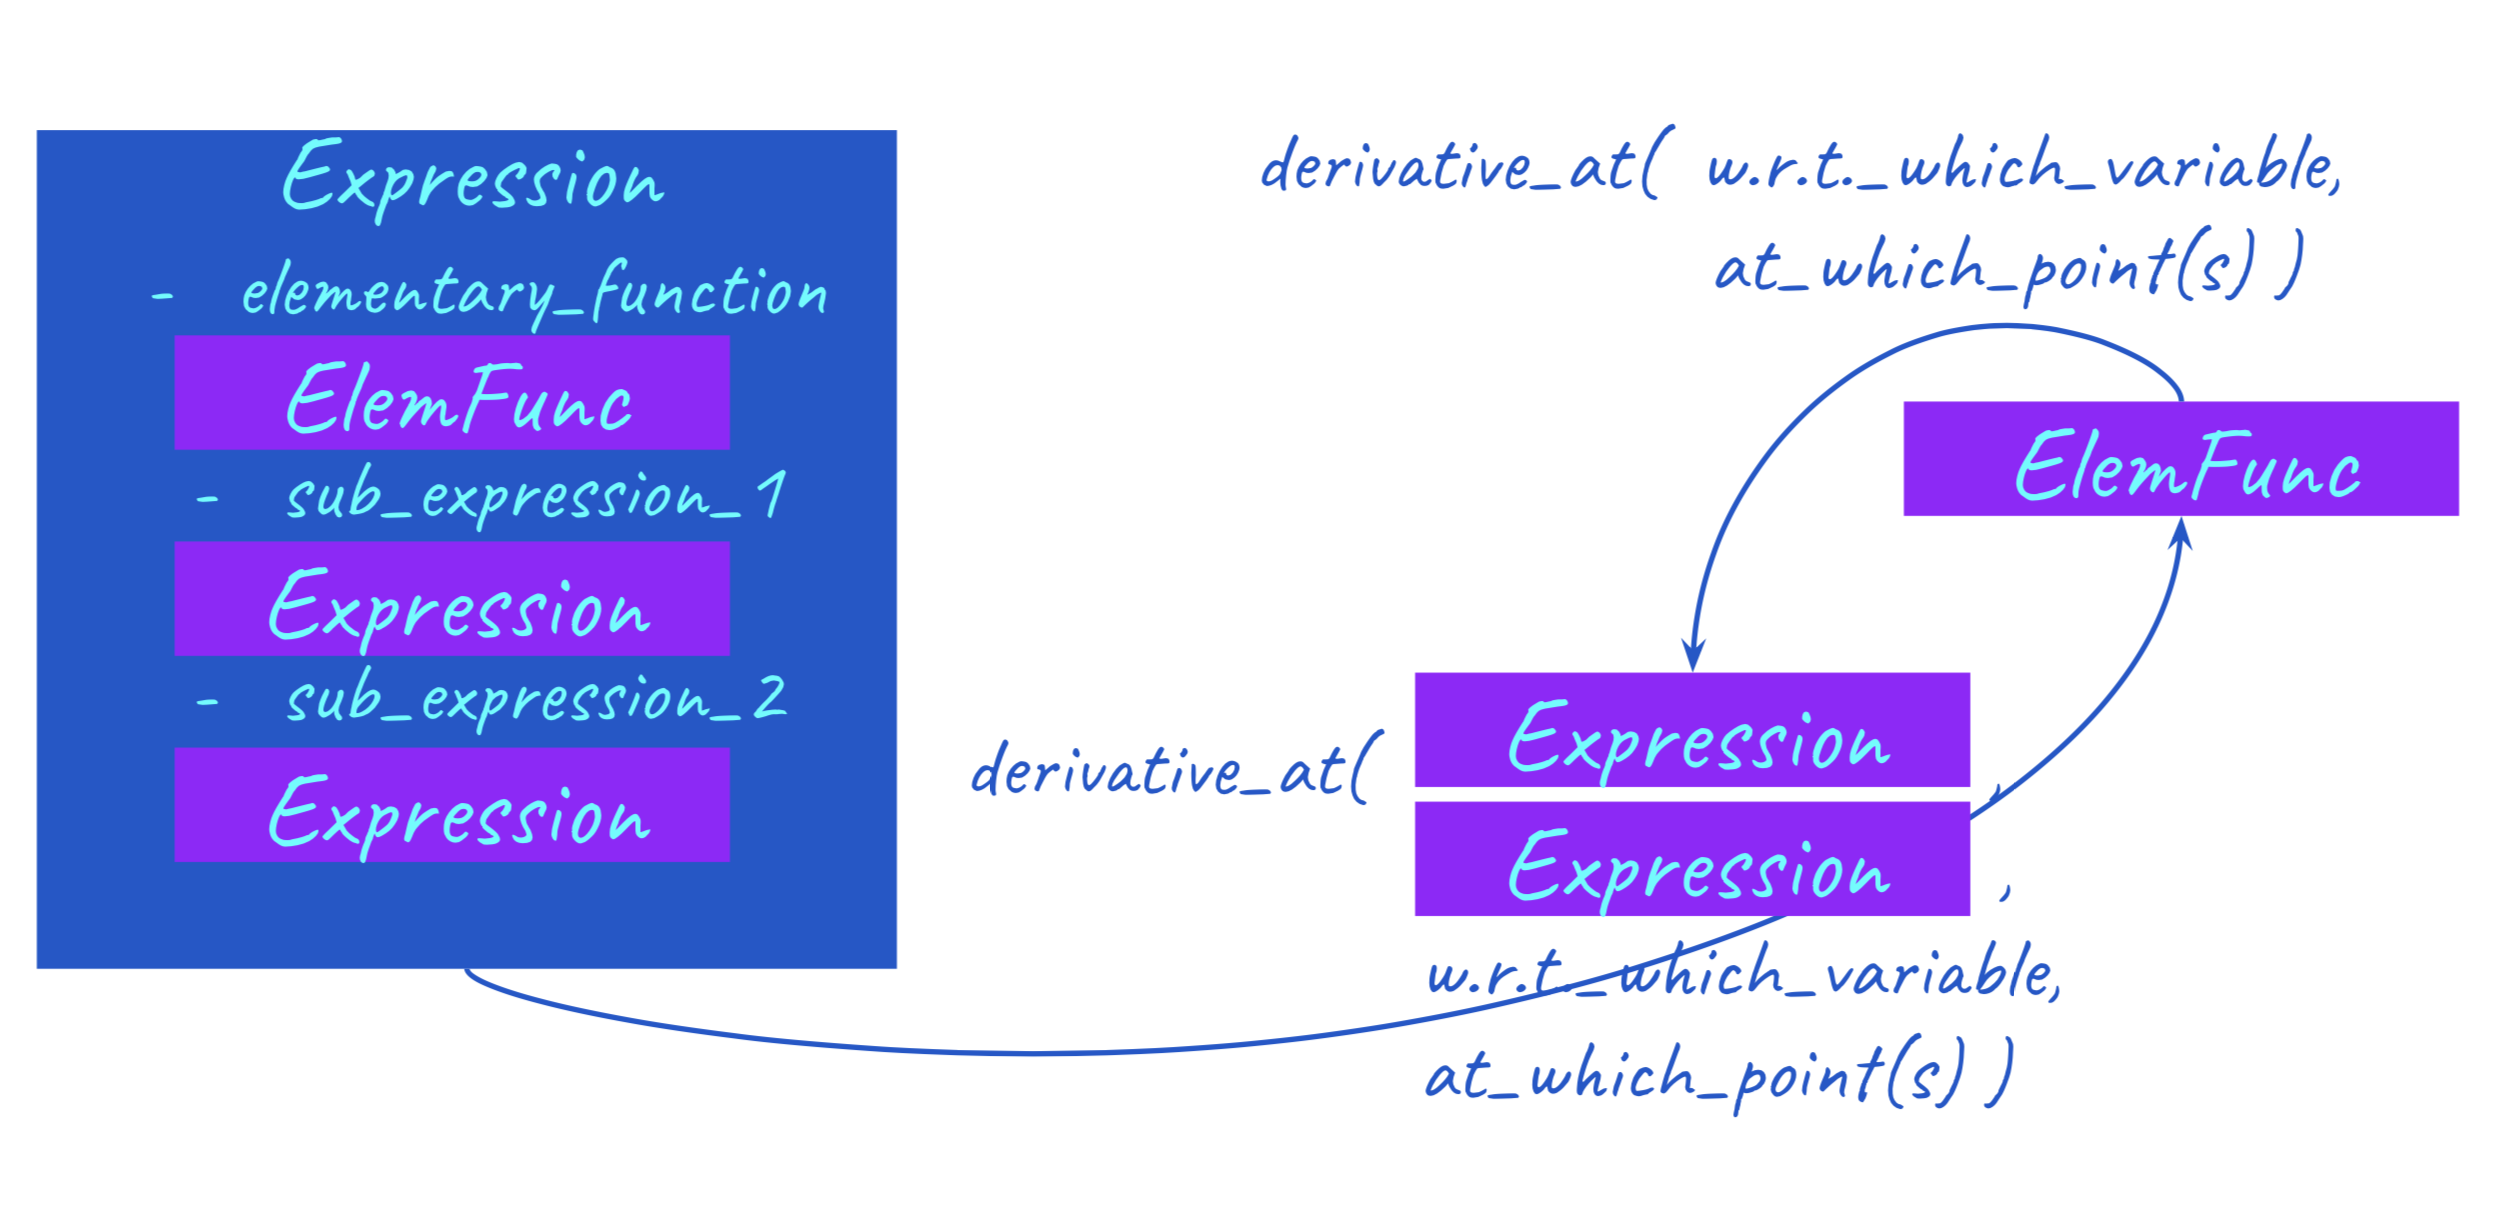 Expression
- elementary_function
ElemFunc
- sub_expression_1
Expression
- sub_expression_2
Expression
derivative_at( w.r.t._which_variable,
at_which_point(s) )
ElemFunc
derivative_at(
Expression ,
Expression ,
w.r.t._which_variable,
at_which_point(s) )